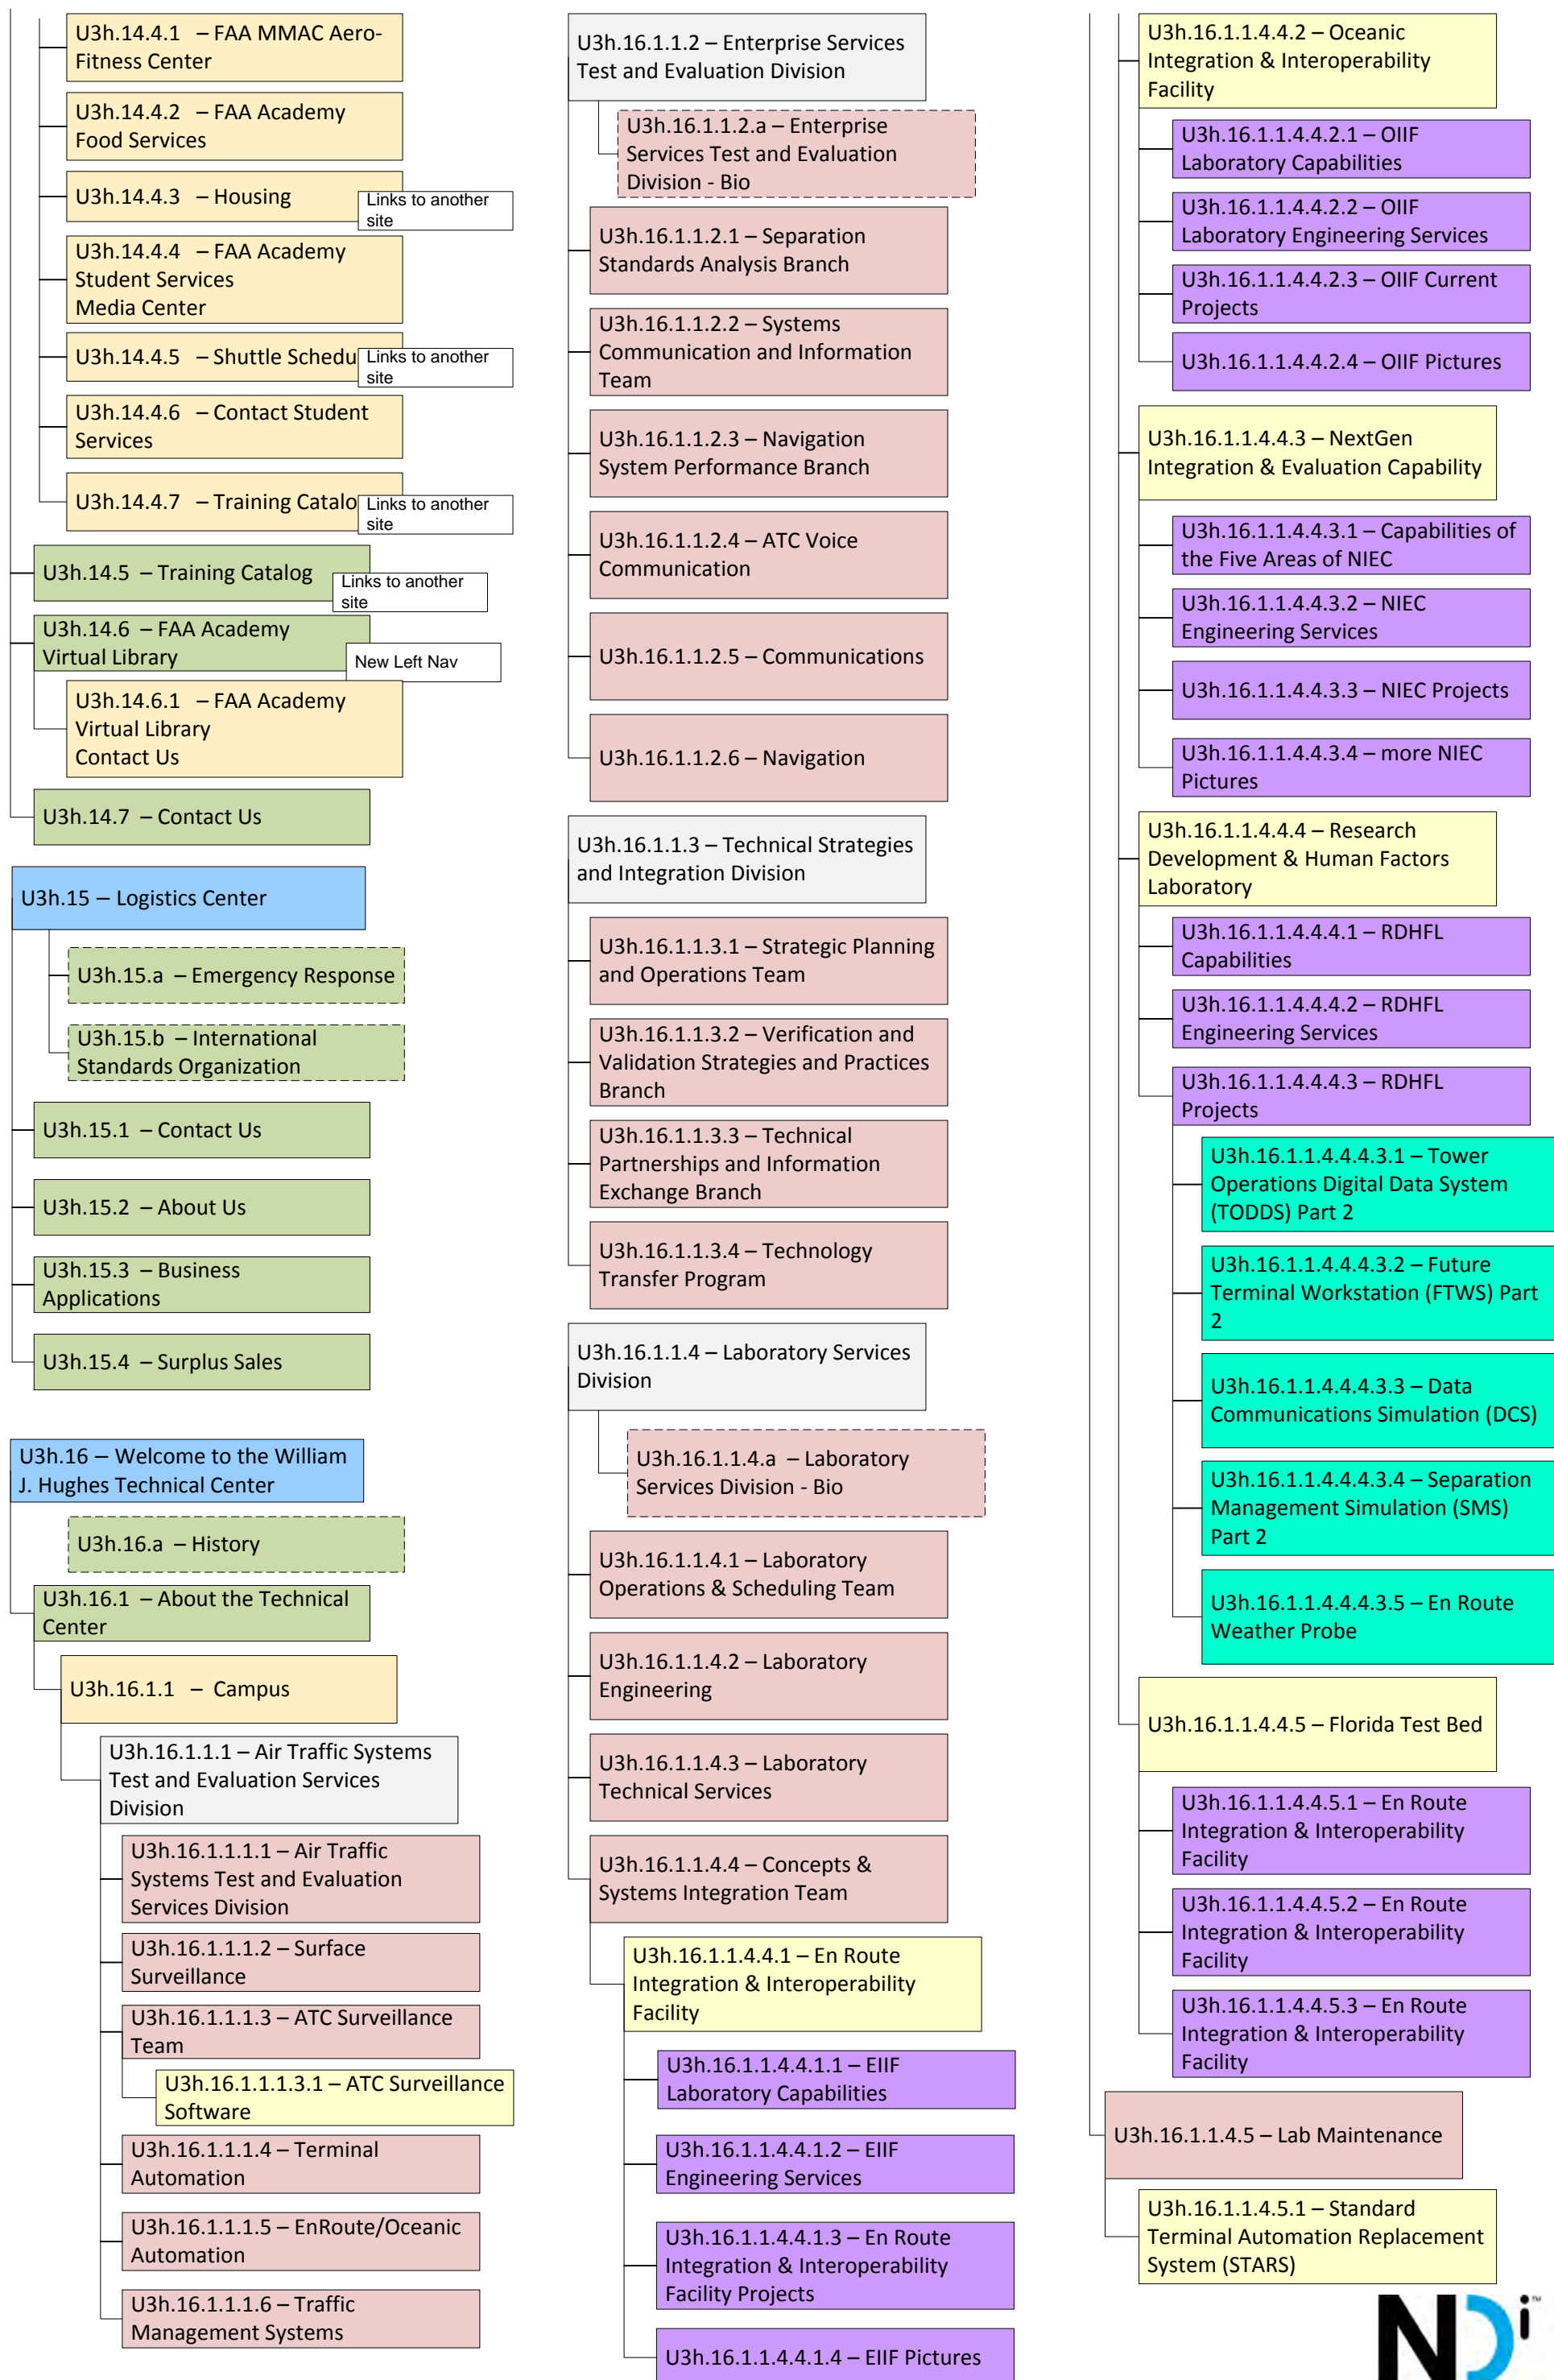 U3h.14.4.1 – FAA MMAC Aero-
Fitness Center
U3h.14.4.2 – FAA Academy
Food Services
U3h.14.4.3 – Housing
Links to another
site
U3h.14.4.4 – FAA Academy
Student Services
Media Center
U3h.14.4.5 – Shuttle Schedu
Links to another
site
U3h.14.4.6 – Contact Student
Services
U3h.14.4.7 – Training Catalo
Links to another
site
U3h.14.5 – Training Catalog
Links to another
site
U3h.14.6 – FAA Academy
Virtual Library
New Left Nav
U3h.14.6.1 – FAA Academy
Virtual Library
Contact Us
U3h.14.7 – Contact Us
U3h.15 – Logistics Center
U3h.15.a – Emergency Response
U3h.15.b – International
Standards Organization
U3h.15.1 – Contact Us
U3h.15.2 – About Us
U3h.15.3 – Business
Applications
U3h.15.4 – Surplus Sales
U3h.16 – Welcome to the William
J. Hughes Technical Center
U3h.16.a – History
U3h.16.1 – About the Technical
Center
U3h.16.1.1 – Campus
U3h.16.1.1.1 – Air Traffic Systems
Test and Evaluation Services
Division
U3h.16.1.1.1.1 – Air Traffic
Systems Test and Evaluation
Services Division
U3h.16.1.1.1.2 – Surface
Surveillance
U3h.16.1.1.1.3 – ATC Surveillance
Team
U3h.16.1.1.1.3.1 – ATC Surveillance
Software
U3h.16.1.1.1.4 – Terminal
Automation
U3h.16.1.1.1.5 – EnRoute/Oceanic
Automation
U3h.16.1.1.1.6 – Traffic
Management Systems
U3h.16.1.1.2 – Enterprise Services
Test and Evaluation Division
U3h.16.1.1.2.a – Enterprise
Services Test and Evaluation
Division - Bio
U3h.16.1.1.2.1 – Separation
Standards Analysis Branch
U3h.16.1.1.2.2 – Systems
Communication and Information
Team
U3h.16.1.1.2.3 – Navigation
System Performance Branch
U3h.16.1.1.2.4 – ATC Voice
Communication
U3h.16.1.1.2.5 – Communications
U3h.16.1.1.2.6 – Navigation
U3h.16.1.1.3 – Technical Strategies
and Integration Division
U3h.16.1.1.3.1 – Strategic Planning
and Operations Team
U3h.16.1.1.3.2 – Verification and
Validation Strategies and Practices
Branch
U3h.16.1.1.3.3 – Technical
Partnerships and Information
Exchange Branch
U3h.16.1.1.3.4 – Technology
Transfer Program
U3h.16.1.1.4 – Laboratory Services
Division
U3h.16.1.1.4.a – Laboratory
Services Division - Bio
U3h.16.1.1.4.1 – Laboratory
Operations & Scheduling Team
U3h.16.1.1.4.2 – Laboratory
Engineering
U3h.16.1.1.4.3 – Laboratory
Technical Services
U3h.16.1.1.4.4 – Concepts &
Systems Integration Team
U3h.16.1.1.4.4.1 – En Route
Integration & Interoperability
Facility
U3h.16.1.1.4.4.1.1 – EIIF
Laboratory Capabilities
U3h.16.1.1.4.4.1.2 – EIIF
Engineering Services
U3h.16.1.1.4.4.1.3 – En Route
Integration & Interoperability
Facility Projects
U3h.16.1.1.4.4.1.4 – EIIF Pictures
U3h.16.1.1.4.4.2 – Oceanic
Integration & Interoperability
Facility
U3h.16.1.1.4.4.2.1 – OIIF
Laboratory Capabilities
U3h.16.1.1.4.4.2.2 – OIIF
Laboratory Engineering Services
U3h.16.1.1.4.4.2.3 – OIIF Current
Projects
U3h.16.1.1.4.4.2.4 – OIIF Pictures
U3h.16.1.1.4.4.3 – NextGen
Integration & Evaluation Capability
U3h.16.1.1.4.4.3.1 – Capabilities of
the Five Areas of NIEC
U3h.16.1.1.4.4.3.2 – NIEC
Engineering Services
U3h.16.1.1.4.4.3.3 – NIEC Projects
U3h.16.1.1.4.4.3.4 – more NIEC
Pictures
U3h.16.1.1.4.4.4 – Research
Development & Human Factors
Laboratory
U3h.16.1.1.4.4.4.1 – RDHFL
Capabilities
U3h.16.1.1.4.4.4.2 – RDHFL
Engineering Services
U3h.16.1.1.4.4.4.3 – RDHFL
Projects
U3h.16.1.1.4.4.4.3.1 – Tower
Operations Digital Data System
(TODDS) Part 2
U3h.16.1.1.4.4.4.3.2 – Future
Terminal Workstation (FTWS) Part
2
U3h.16.1.1.4.4.4.3.3 – Data
Communications Simulation (DCS)
U3h.16.1.1.4.4.4.3.4 – Separation
Management Simulation (SMS)
Part 2
U3h.16.1.1.4.4.4.3.5 – En Route
Weather Probe
U3h.16.1.1.4.4.5 – Florida Test Bed
U3h.16.1.1.4.4.5.1 – En Route
Integration & Interoperability
Facility
U3h.16.1.1.4.4.5.2 – En Route
Integration & Interoperability
Facility
U3h.16.1.1.4.4.5.3 – En Route
Integration & Interoperability
Facility
U3h.16.1.1.4.5 – Lab Maintenance
U3h.16.1.1.4.5.1 – Standard
Terminal Automation Replacement
System (STARS)
NDi™